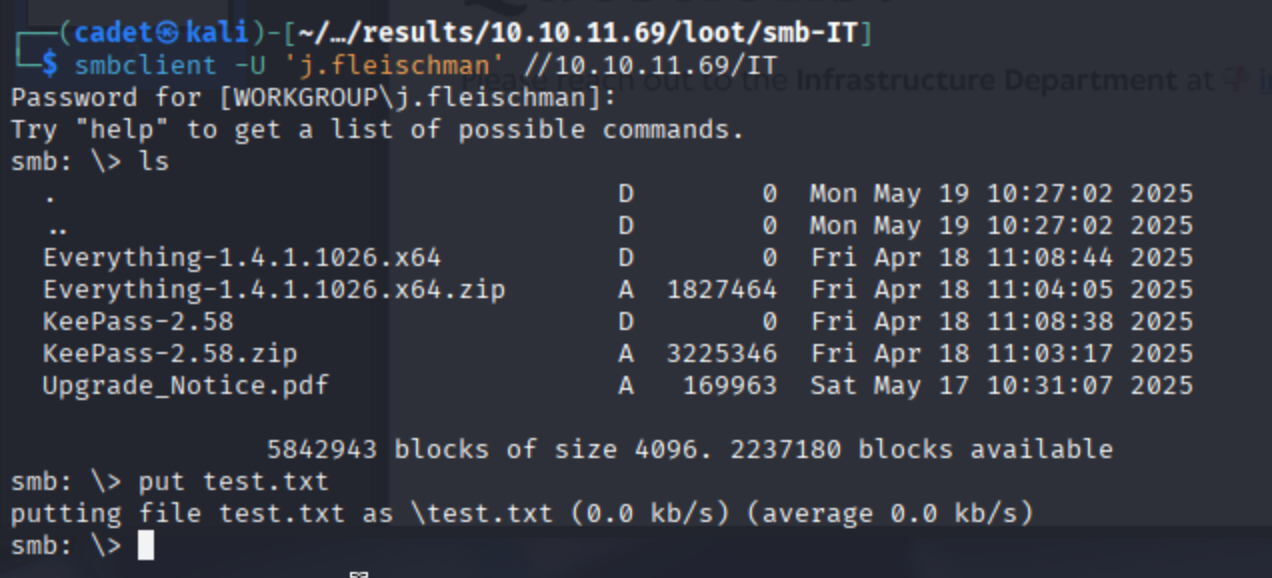 ┌──(cadet㉿kali)-[~/…/results/10.10.11.69/loot/smb-IT]
└─$ smbclient -U 'j.fleischman' //10.10.11.69/IT
Please reach out to the Infrastructure Department at
Password for [WORKGROUP\j.fleischman]:
Try "help" to get a list of possible commands.
smb: \> ls
  .                                   D        0  Mon May 19 10:27:02 2025
  ..                                  D        0  Mon May 19 10:27:02 2025
  Everything-1.4.1.1026.x64           D        0  Fri Apr 18 11:08:44 2025
  Everything-1.4.1.1026.x64.zip       A  1827464  Fri Apr 18 11:04:05 2025
  KeePass-2.58                        D        0  Fri Apr 18 11:08:38 2025
  KeePass-2.58.zip                    A  3225346  Fri Apr 18 11:03:17 2025
  Upgrade_Notice.pdf                  A   169963  Sat May 17 10:31:07 2025
                5842943 blocks of size 4096. 2237180 blocks available
smb: \> put test.txt
putting file test.txt as \test.txt (0.0 kb/s) (average 0.0 kb/s)
smb: \>